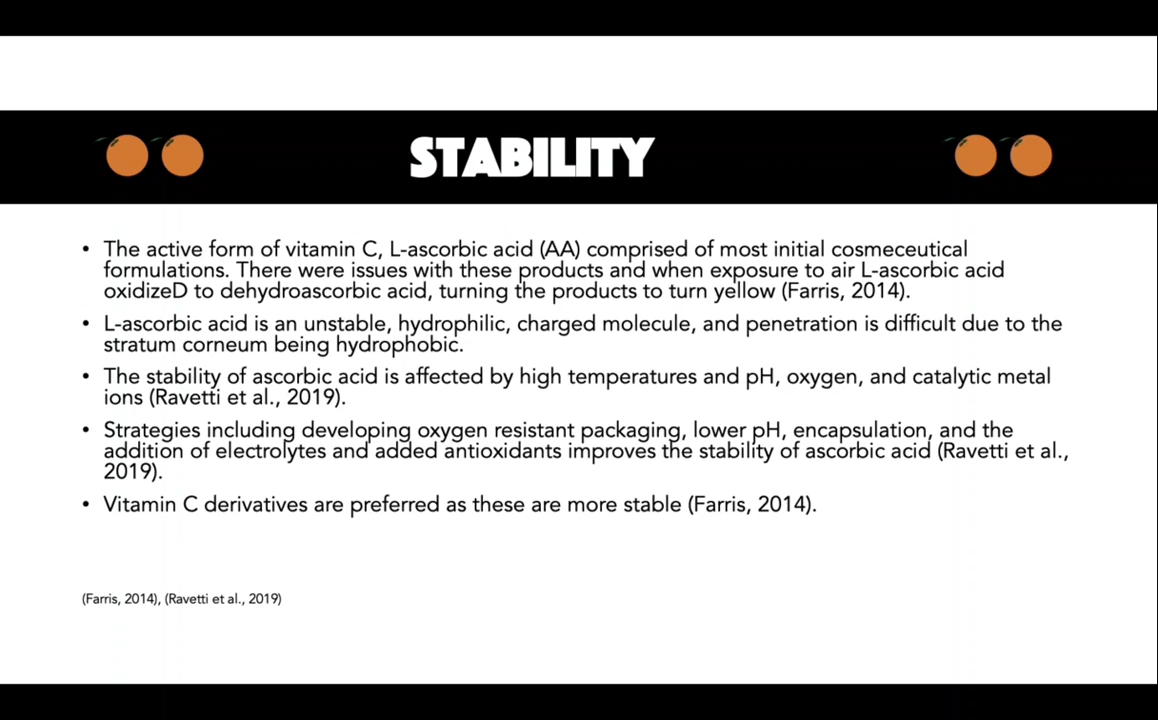 STABILITY
• The active form of vitamin C, L-ascorbic acid (AA) comprised of most initial cosmeceutical
formulations. There were issues with these products and when exposure to air L-ascorbic acid
oxidizeD to dehydroascorbic acid, turning the products to turn yellow (Farris, 2014).
• L-ascorbic acid is an unstable, hydrophilic, charged molecule, and penetration is difficult due to the
stratum corneum being hydrophobic.
• The stability of ascorbic acid is affected by high temperatures and pH, oxygen, and catalytic metal
ions (Ravetti et al., 2019).
• Strategies including developing oxygen resistant packaging, lower pH, encapsulation, and the
addition of electrolytes and added antioxidants improves the stability of ascorbic acid (Ravetti et al.,
2019).
• Vitamin C derivatives are preferred as these are more stable (Farris, 2014).
(Farris, 2014), (Ravetti et al., 2019)